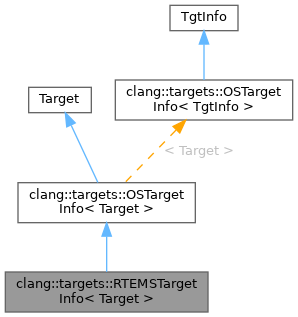 TgtInfo
Target
clang::targets::OSTarget
Info< TgtInfo >
< Target >
clang::targets::OSTarget
Info< Target >
clang::targets::RTEMSTarget
Info< Target >